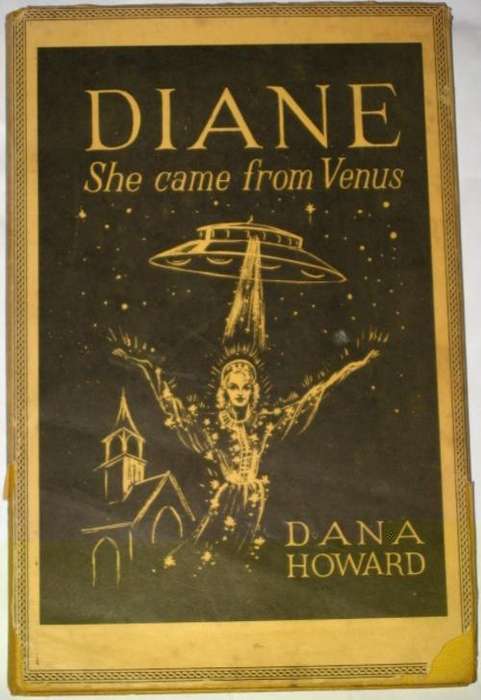 DIANE
She came from Venus
DANA
HOWARD